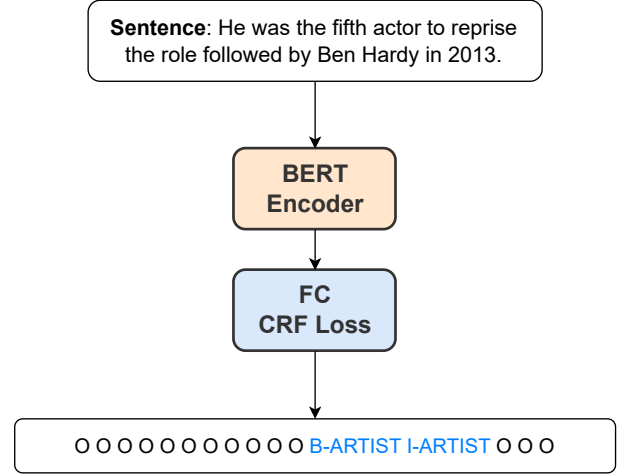 Sentence: He was the fifth actor to reprise
the role followed by Ben Hardy in 2013.
BERT
Encoder
FC
CRF Loss
O O O O O O O O O O O B-ARTIST I-ARTIST O O O